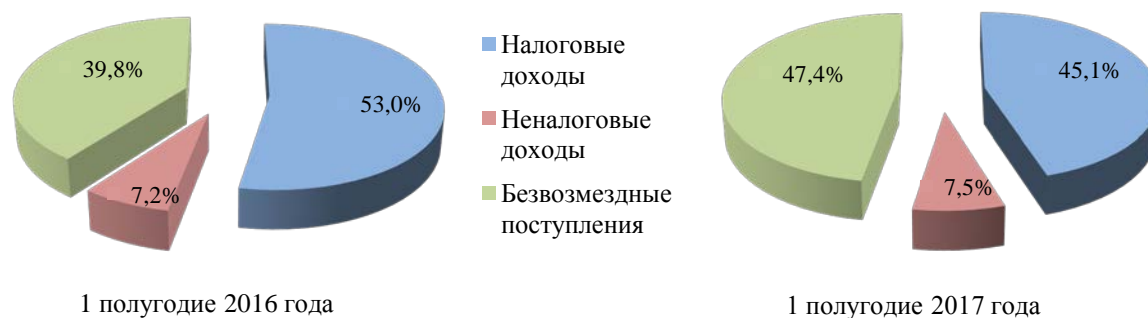 39,8%
53,0%
7,2%
Налоговые
доходы
Неналоговые
доходы
Безвозмездные
поступления
47,4%
45,1%
7,5%
1 полугодие 2016 года
1 полугодие 2017 года